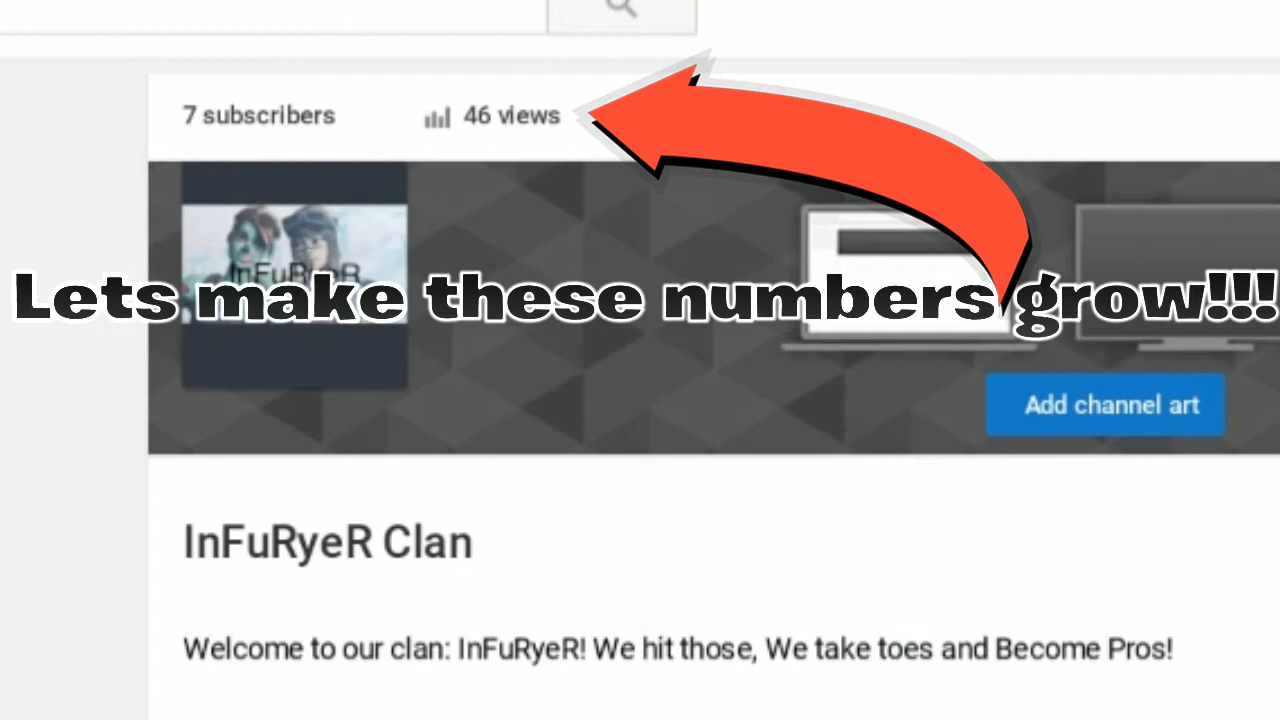 7 subscribers
46 views
InFuRyeR
Lets make these numbers grow!!!
Add channel art
InFuRyeR Clan
Welcome to our clan: InFuRyeR! We hit those, We take toes and Become Pros!